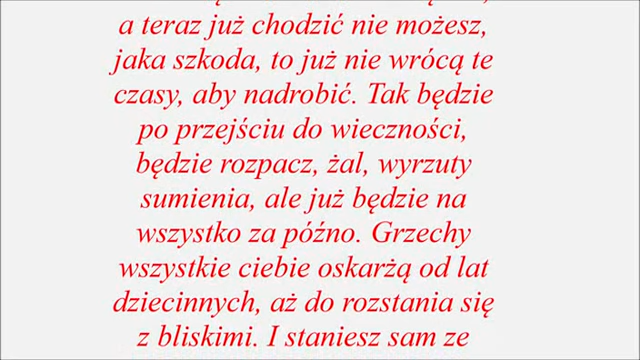 a teraz już chodzić nie możesz,
jaka szkoda, to już nie wrócą te
czasy, aby nadrobić. Tak będzie
po przejściu do wieczności,
będzie rozpacz, żal, wyrzuty
sumienia, ale już będzie na
wszystko za późno. Grzechy
wszystkie ciebie oskarżą od lat
dziecinnych, aż do rozstania się
z bliskimi. I staniesz sam ze